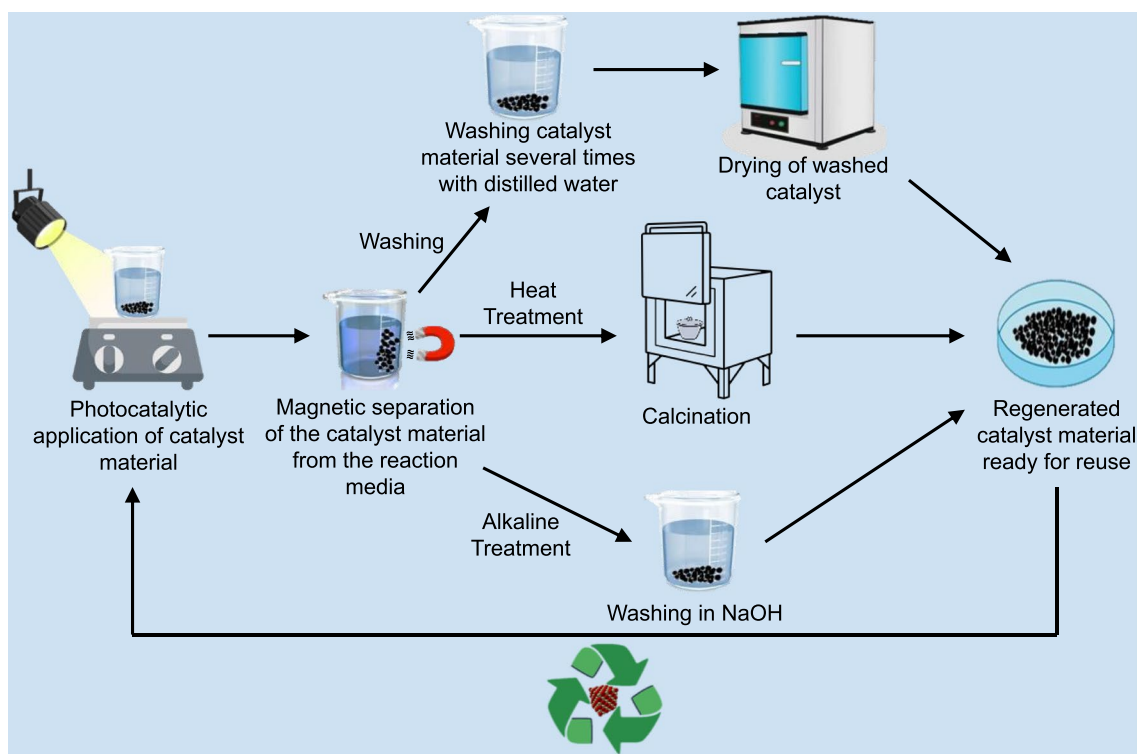 Washing catalyst
material several times
with distilled water
Drying of washed
catalyst
Washing
Heat
Treatment
Photocatalytic
application of catalyst
material
Magnetic separation
of the catalyst material
from the reaction
media
Calcination
Regenerated
catalyst material
ready for reuse
Alkaline
Treatment
Washing in NaOH